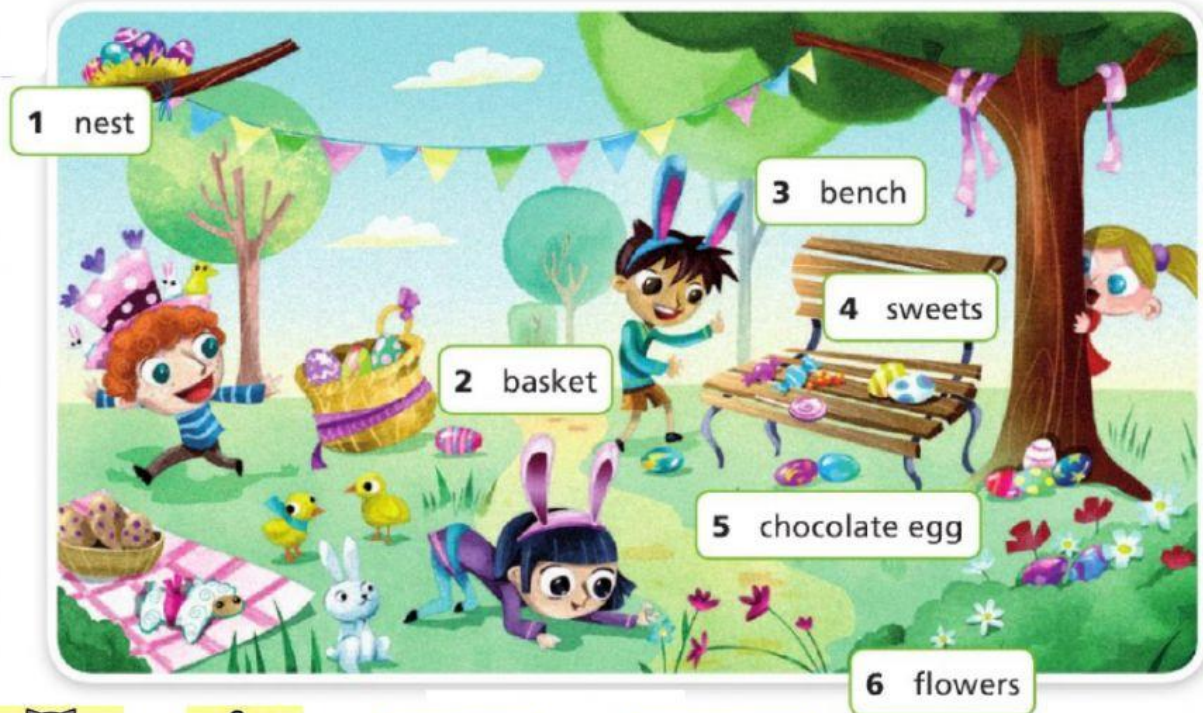 1 nest
2 basket
3 bench
4 sweets
5 chocolate egg
6 flowers